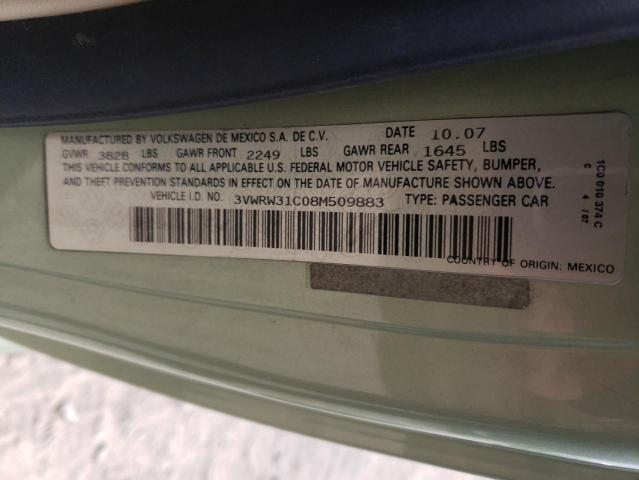 MANUFACTURED BY VOLKSWAGEN DE MEXICO S.A. DE C.V. DATE 10.07
GVWR 3828 LBS GAWR FRONT 2249 LBS GAWR REAR 1645 LBS
THIS VEHICLE CONFORMS TO ALL APPLICABLE U.S. FEDERAL MOTOR VEHICLE SAFETY, BUMPER,
AND THEFT PREVENTION STANDARDS IN EFFECT ON THE DATE OF MANUFACTURE SHOWN ABOVE.
VEHICLE I.D. NO. 3VWRW31C08M509883 TYPE: PASSENGER CAR
COUNTRY OF ORIGIN: MEXICO
1C0 010 374 C
C 4 / 07